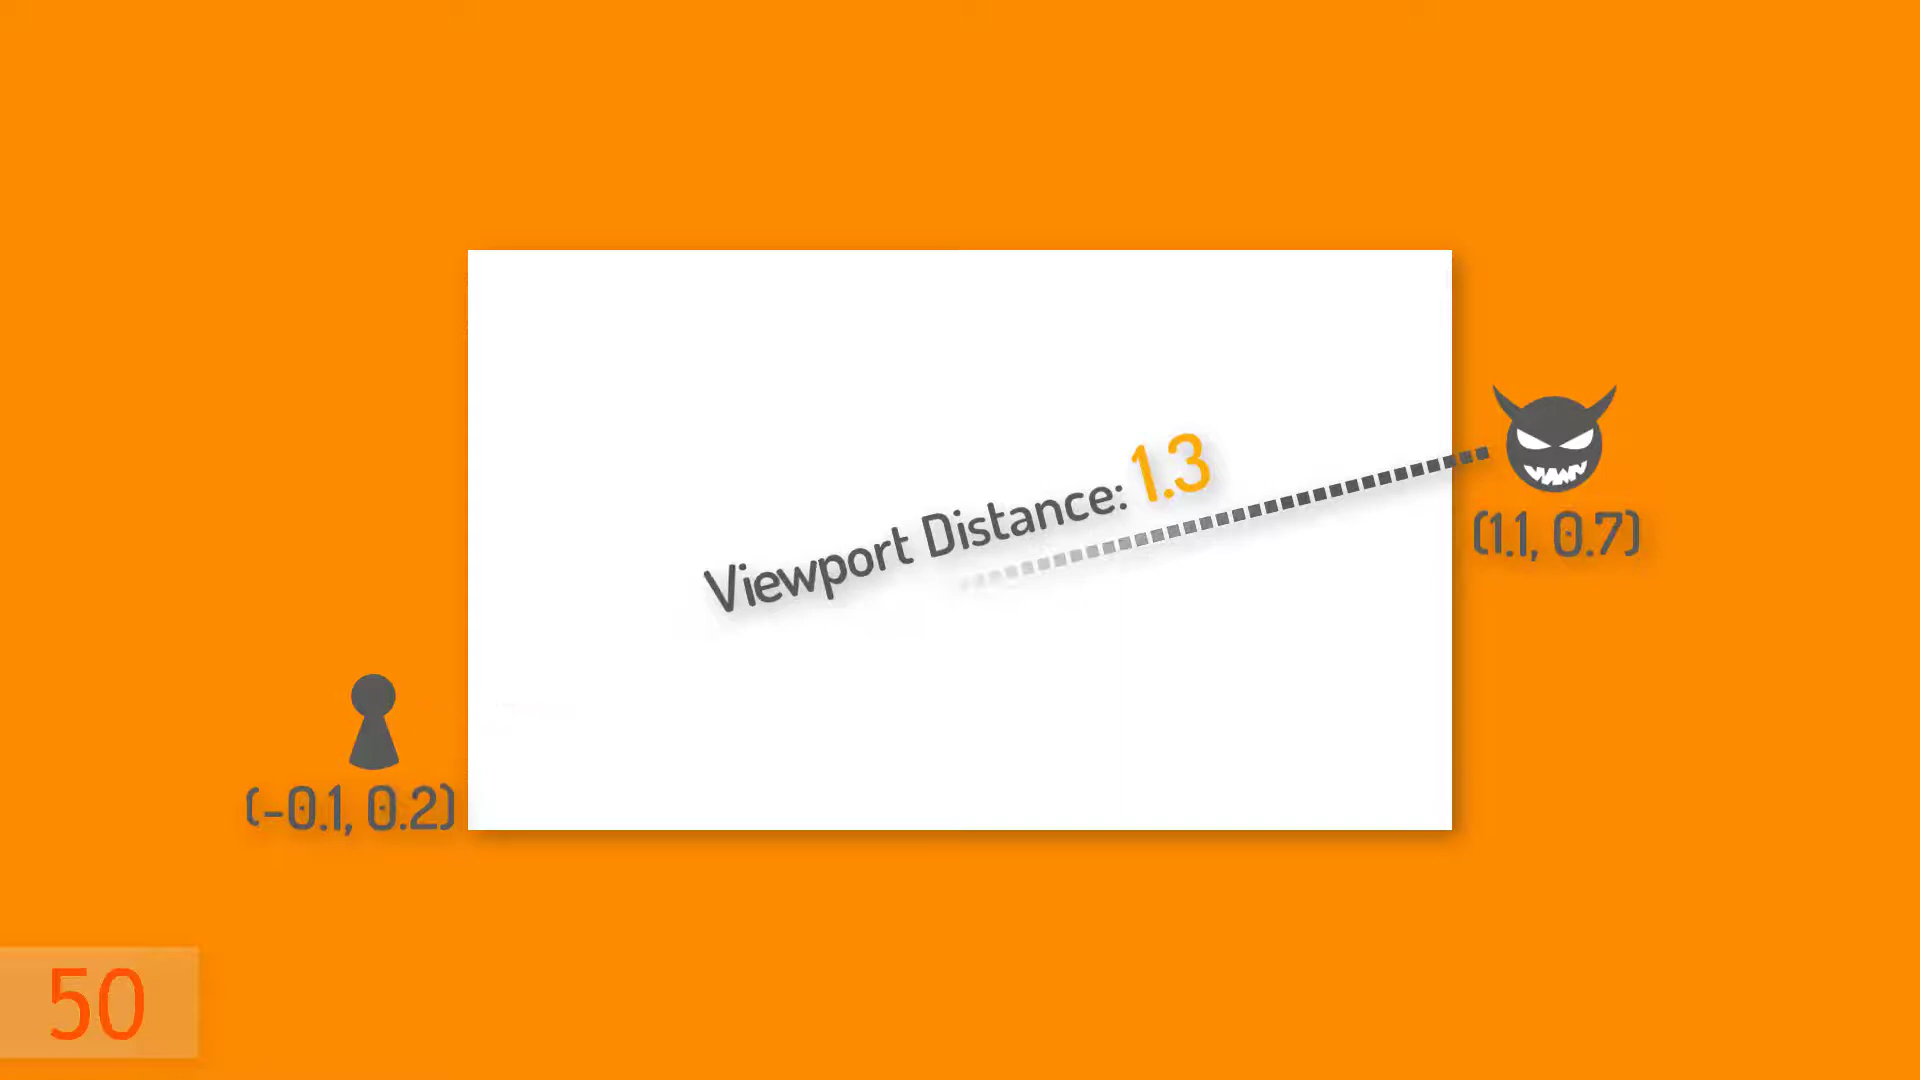 Viewport Distance: 1.3
(1.1, 0.7)
(-0.1, 0.2)
50